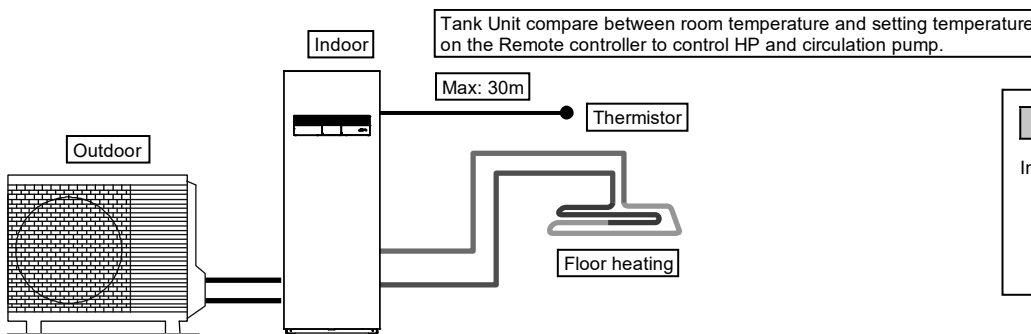 Tank Unit compare between room temperature and setting temperature
on the Remote controller to control HP and circulation pump.
Indoor
Max: 30m
Thermistor
Outdoor
Floor heating